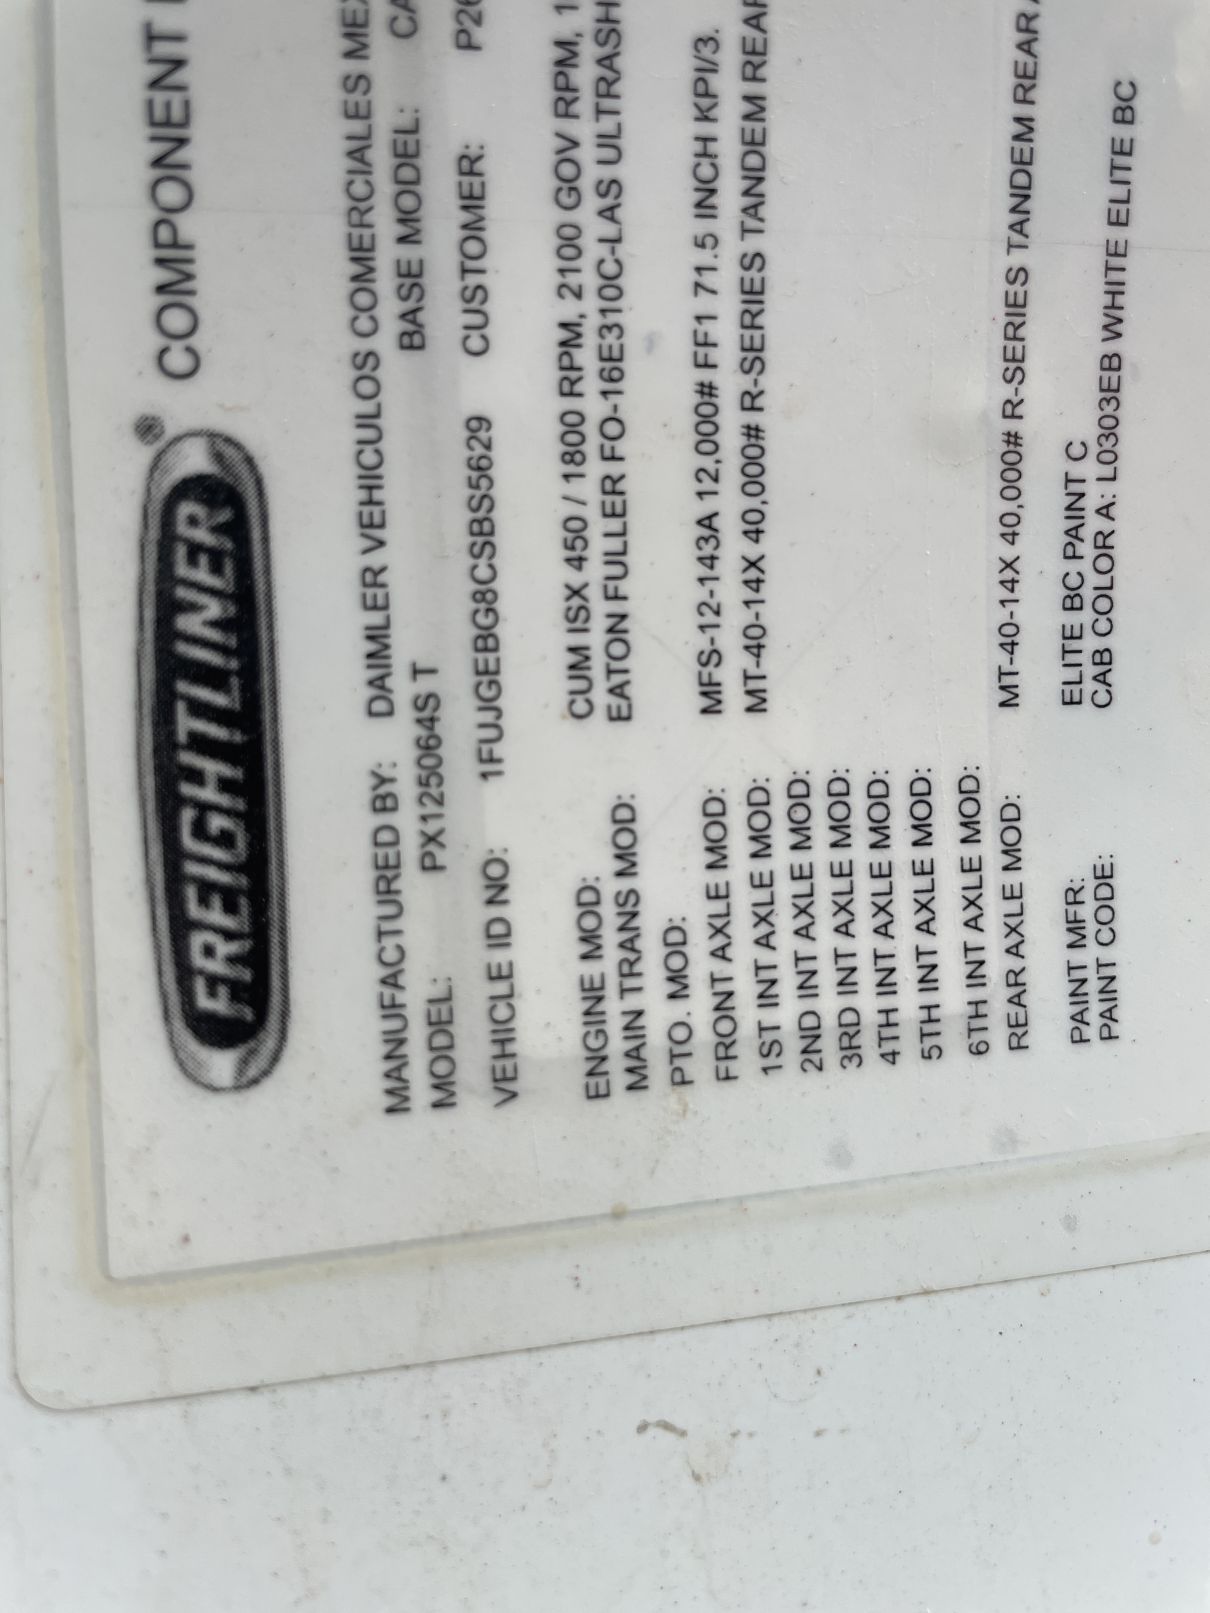 FREIGHTLINER® COMPONENT
MANUFACTURED BY: DAIMLER VEHICULOS COMERCIALES MEX
MODEL: PX125064S T BASE MODEL: CA
VEHICLE ID NO: 1FUJGEBG8CSBS5629 CUSTOMER: P26
ENGINE MOD: CUM ISX 450 / 1800 RPM, 2100 GOV RPM, 1
MAIN TRANS MOD: EATON FULLER FO-16E310C-LAS ULTRASH
PTO. MOD:
FRONT AXLE MOD: MFS-12-143A 12,000# FF1 71.5 INCH KPI/3.
1ST INT AXLE MOD: MT-40-14X 40,000# R-SERIES TANDEM REAR
2ND INT AXLE MOD:
3RD INT AXLE MOD:
4TH INT AXLE MOD:
5TH INT AXLE MOD:
6TH INT AXLE MOD:
REAR AXLE MOD: MT-40-14X 40,000# R-SERIES TANDEM REAR A
PAINT MFR: ELITE BC PAINT C
PAINT CODE: CAB COLOR A: L0303EB WHITE ELITE BC